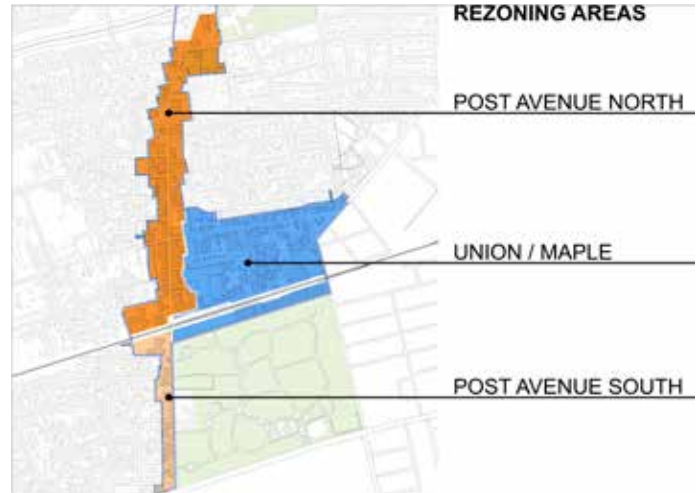 REZONING AREAS
POST AVENUE NORTH
UNION / MAPLE
POST AVENUE SOUTH